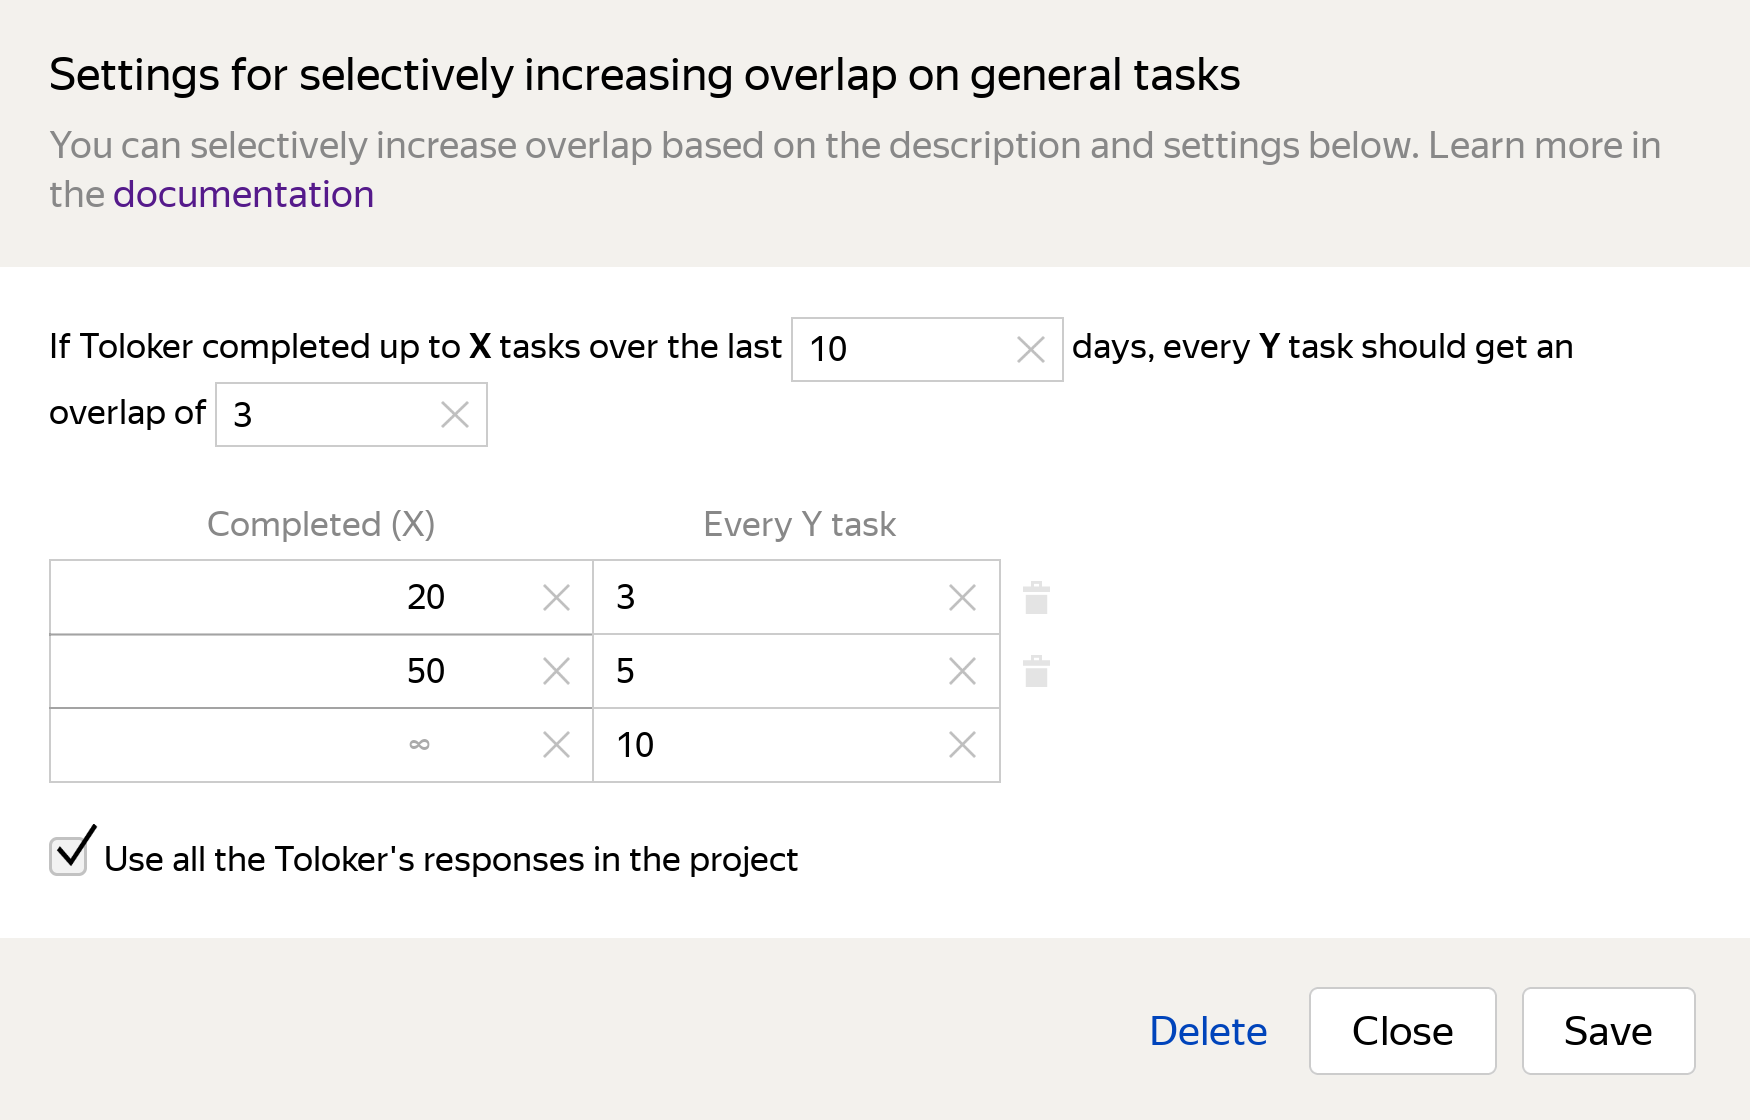 Settings for selectively increasing overlap on general tasks
You can selectively increase overlap based on the description and settings below. Learn more in
the documentation
If Toloker completed up to X tasks over the last 10 days, every Y task should get an
overlap of 3
Completed (X) Every Y task
20 3
50 5
∞ 10
Use all the Toloker's responses in the project
Delete Close Save